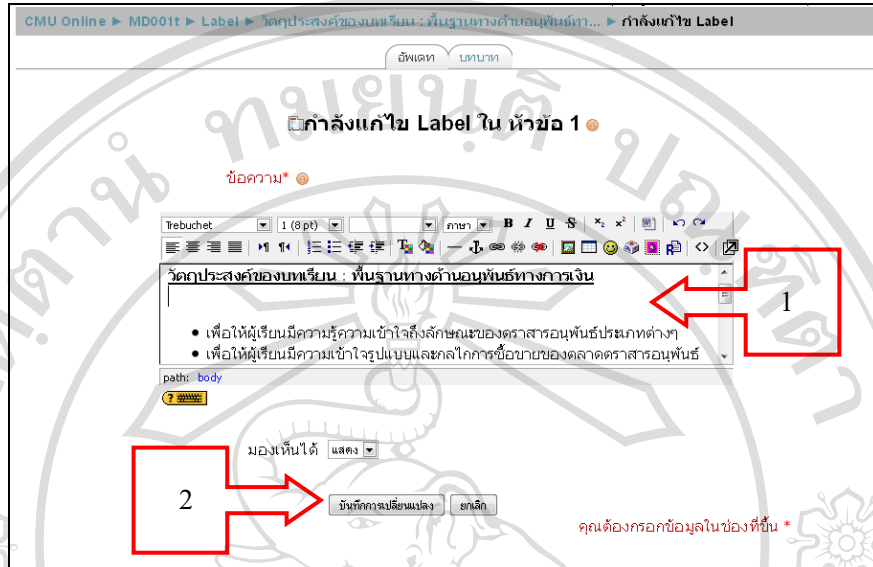 CMU Online ► MD001t ► Label ► วัตถุประสงค์ของบทเรียน : พื้นฐานทางด้านอนุพันธ์ทา... ► กำลังแก้ไข Label
อัพเดท บทบาท
กำลังแก้ไข Label ใน หัวข้อ 1
ข้อความ*
Trebuchet 1 (8 pt) ภาษา B I U S x₂ x²
วัตถุประสงค์ของบทเรียน : พื้นฐานทางด้านอนุพันธ์ทางการเงิน
1
• เพื่อให้ผู้เรียนมีความรู้ความเข้าใจถึงลักษณะของตราสารอนุพันธ์ประเภทต่างๆ
• เพื่อให้ผู้เรียนมีความเข้าใจรูปแบบและกลไกการซื้อขายของตลาดตราสารอนุพันธ์
path: body
มองเห็นได้ แสดง
2
บันทึกการเปลี่ยนแปลง ยกเลิก
คุณต้องกรอกข้อมูลในช่องที่ขึ้น *